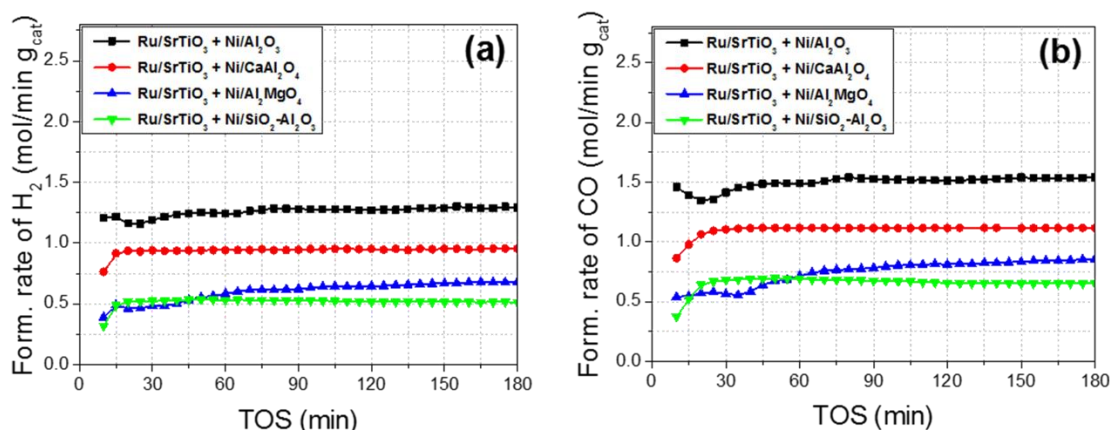 Form. rate of H₂ (mol/min g_cat)
2.5
2.0
1.5
1.0
0.5
0.0
Ru/SrTiO₃ + Ni/Al₂O₃
Ru/SrTiO₃ + Ni/CaAl₂O₄
Ru/SrTiO₃ + Ni/Al₂MgO₄
Ru/SrTiO₃ + Ni/SiO₂-Al₂O₃
(a)
0 30 60 90 120 150 180
TOS (min)
Form. rate of CO (mol/min g_cat)
2.5
2.0
1.5
1.0
0.5
0.0
Ru/SrTiO₃ + Ni/Al₂O₃
Ru/SrTiO₃ + Ni/CaAl₂O₄
Ru/SrTiO₃ + Ni/Al₂MgO₄
Ru/SrTiO₃ + Ni/SiO₂-Al₂O₃
(b)
0 30 60 90 120 150 180
TOS (min)